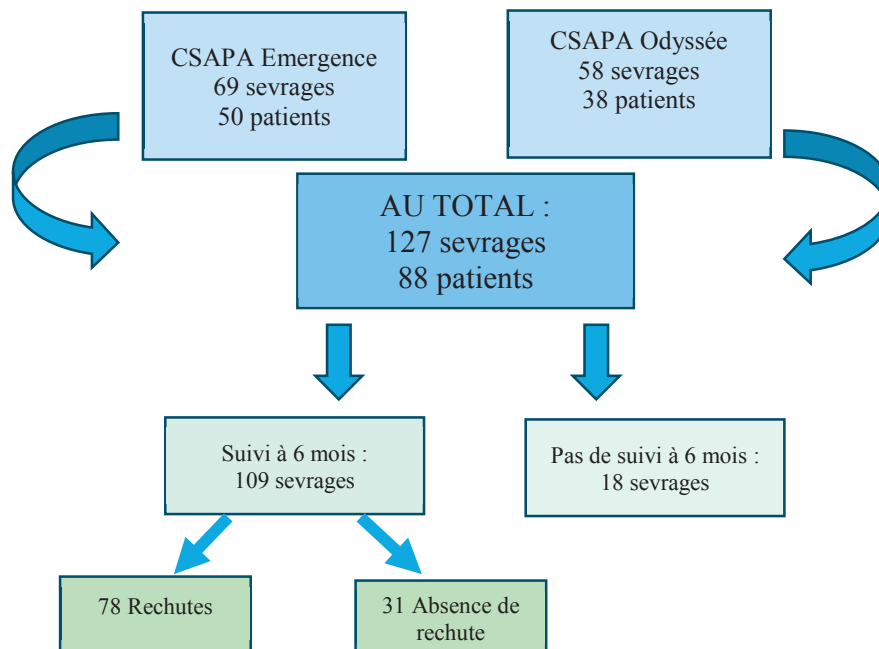 CSAPA Emergence
69 sevrages
50 patients
CSAPA Odyssée
58 sevrages
38 patients
AU TOTAL :
127 sevrages
88 patients
Suivi à 6 mois :
109 sevrages
Pas de suivi à 6 mois :
18 sevrages
78 Rechutes
31 Absence de
rechute